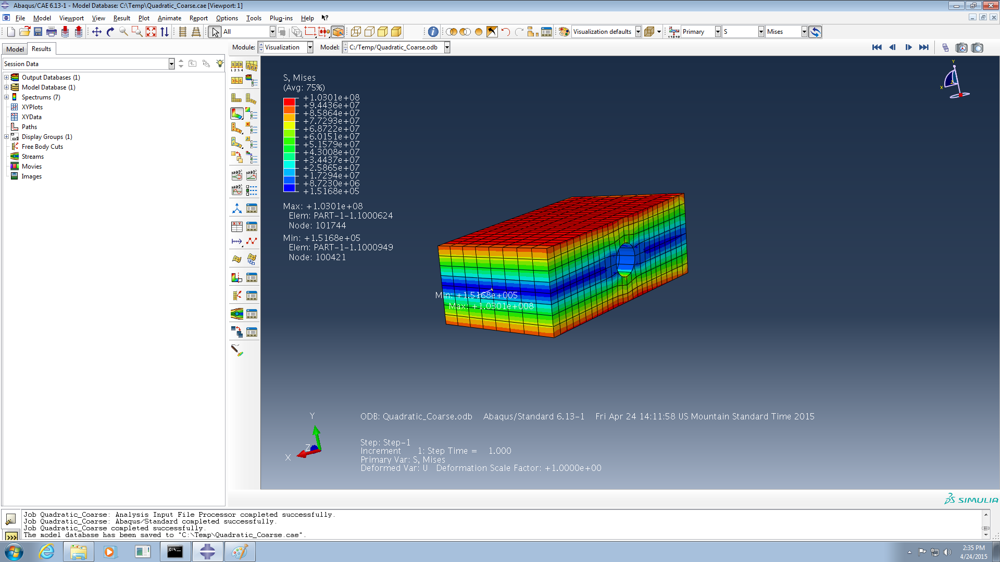 Abaqus/CAE 6.13-1 - Model Database: C:\Temp\Quadratic_Coarse.cae [Viewport: 1]
File Model Viewport View Result Plot Animate Report Options Tools Plug-ins Help
All
Visualization defaults
Primary
S
Mises
Model Results
Module: Visualization Model: C:/Temp/Quadratic_Coarse.odb
Session Data
Output Databases (1)
Model Database (1)
Spectrums (7)
XYPlots
XYData
Paths
Display Groups (1)
Free Body Cuts
Streams
Movies
Images
S, Mises
(Avg: 75%)
+1.0301e+08
+9.4436e+07
+8.5864e+07
+7.7293e+07
+6.8722e+07
+6.0151e+07
+5.1579e+07
+4.3008e+07
+3.4437e+07
+2.5865e+07
+1.7294e+07
+8.7230e+06
+1.5168e+05
Max: +1.0301e+08
Elem: PART-1-1.1000624
Node: 101744
Min: +1.5168e+05
Elem: PART-1-1.1000949
Node: 100421
Y
X
Z
Min: +1.5168e+005
Max: +1.0301e+008
Y
Z
X
ODB: Quadratic_Coarse.odb Abaqus/Standard 6.13-1 Fri Apr 24 14:11:58 US Mountain Standard Time 2015
Step: Step-1
Increment 1: Step Time = 1.000
Primary Var: S, Mises
Deformed Var: U Deformation Scale Factor: +1.0000e+00
SIMULIA
Job Quadratic_Coarse: Analysis Input File Processor completed successfully.
Job Quadratic_Coarse: Abaqus/Standard completed successfully.
Job Quadratic_Coarse completed successfully.
The model database has been saved to "C:\Temp\Quadratic_Coarse.cae".
>>>
2:35 PM
4/24/2015